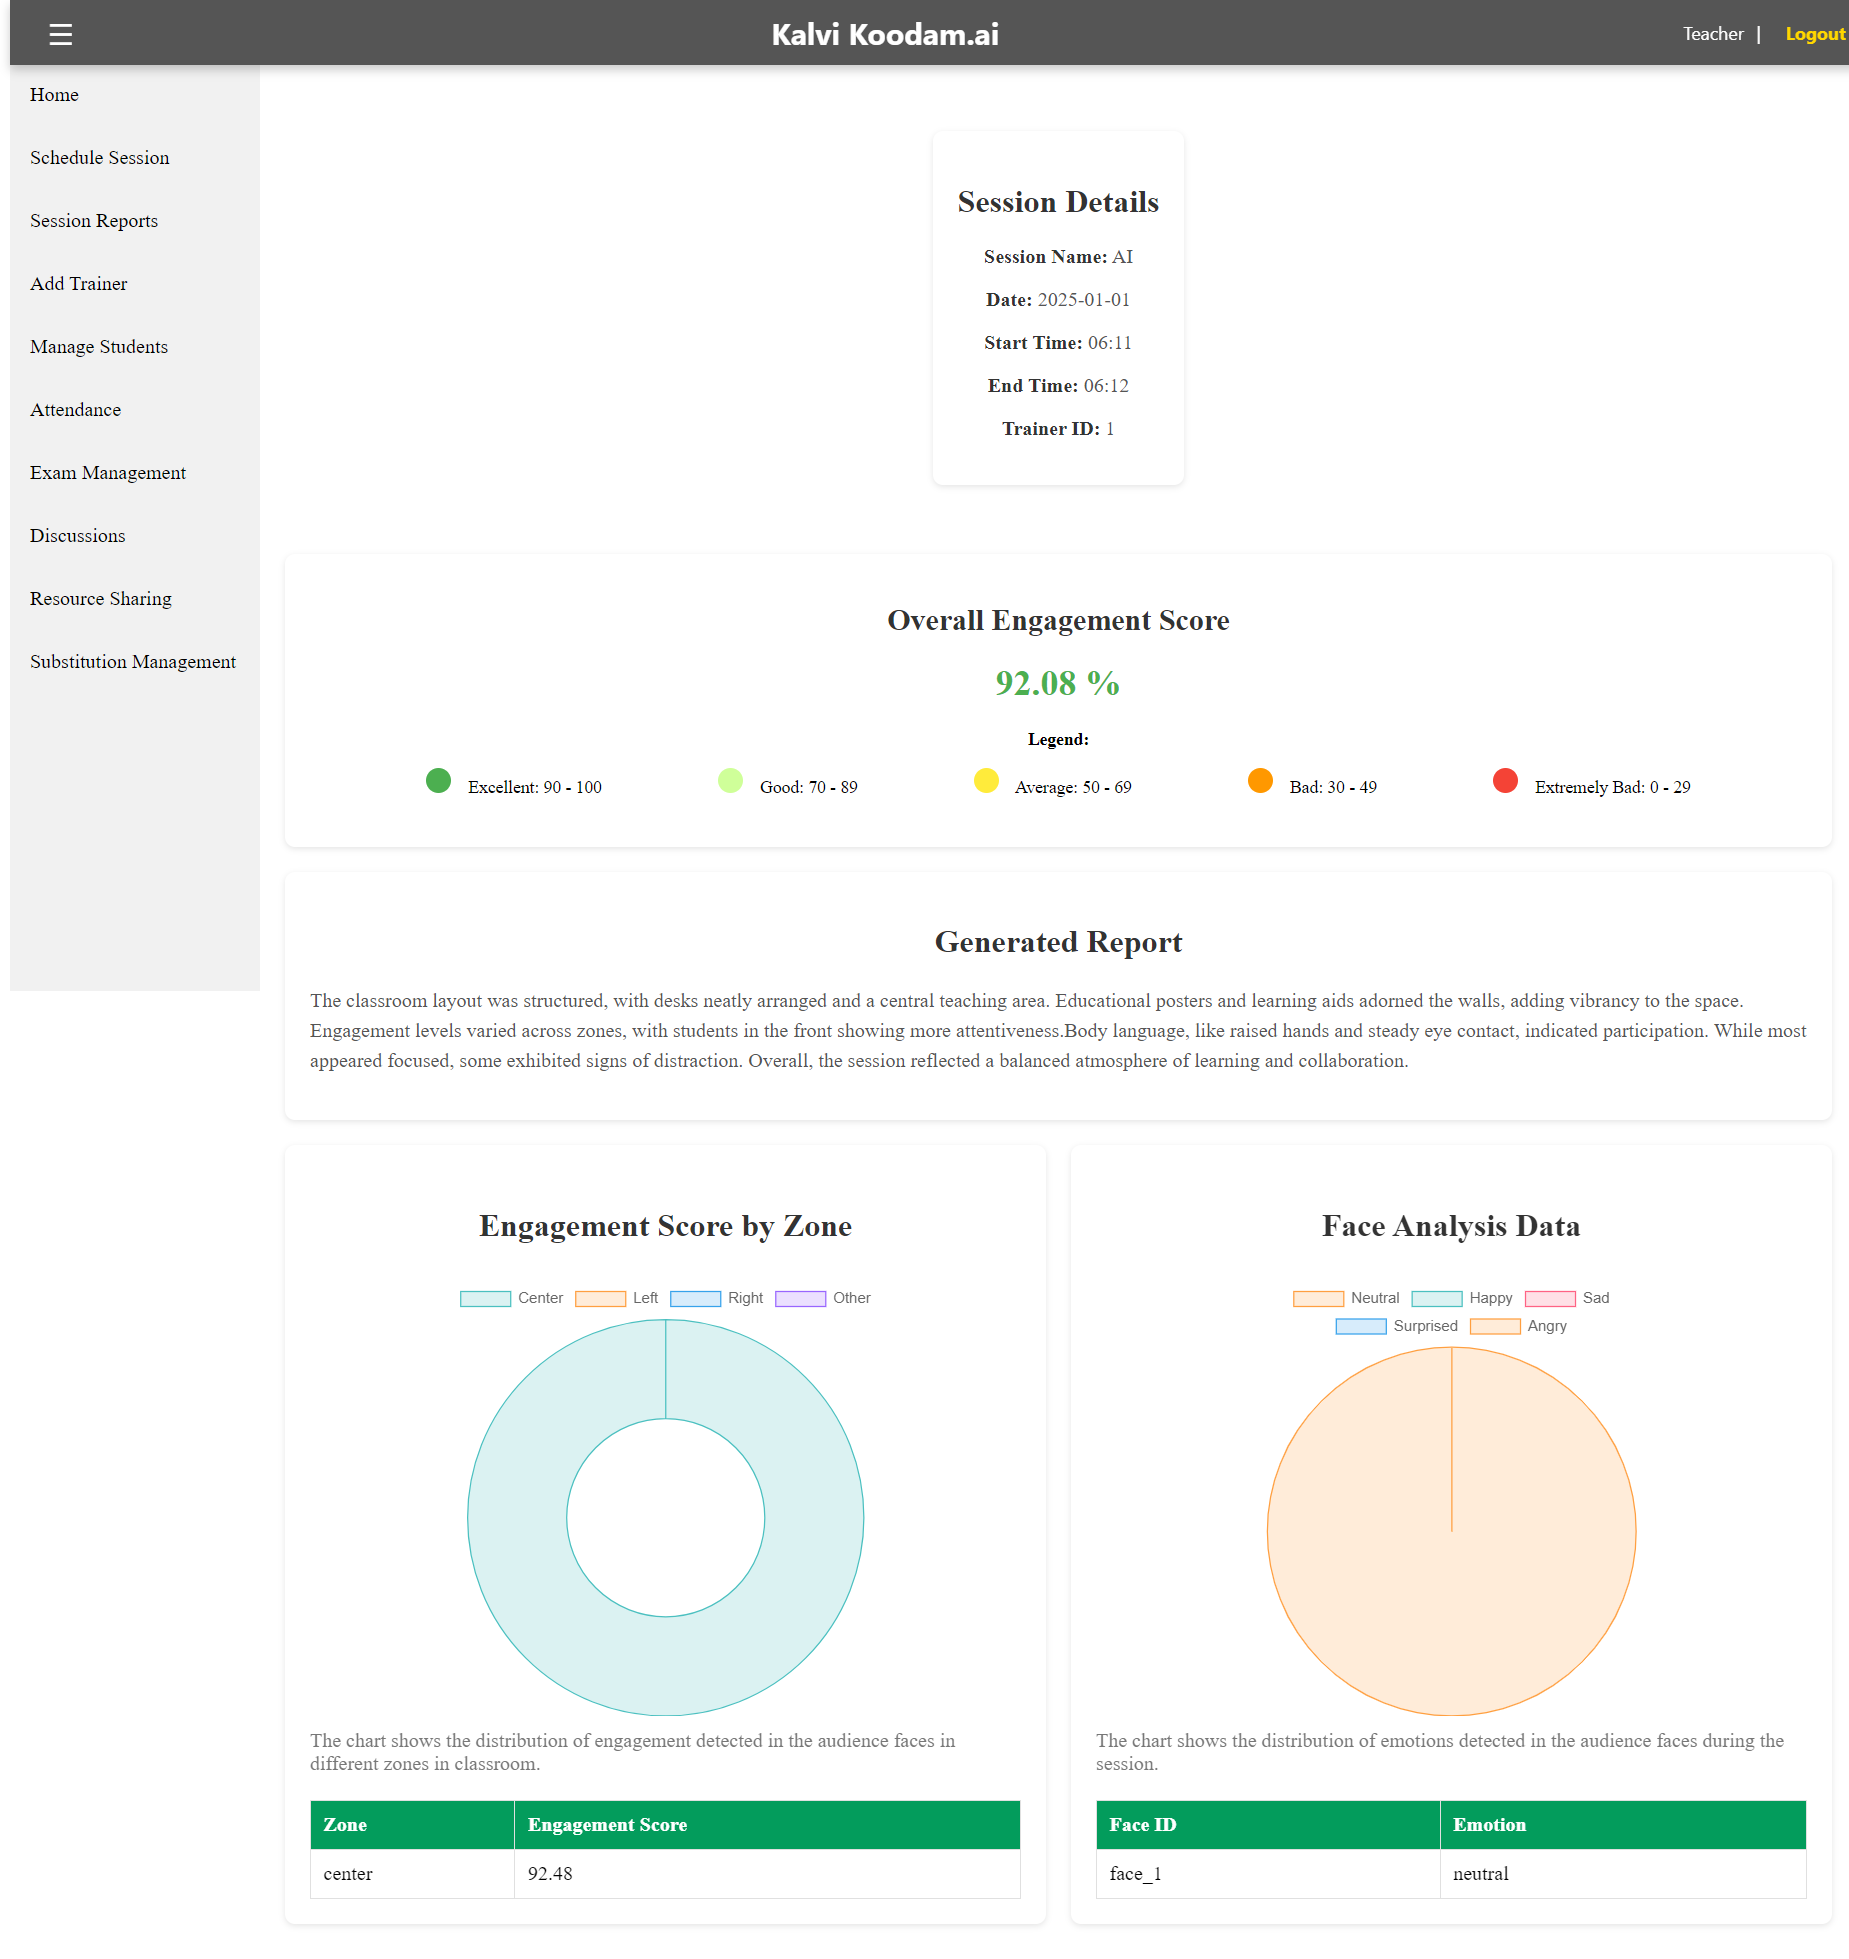 ☰
Kalvi Koodam.ai
Teacher | Logout
Home
Schedule Session
Session Reports
Add Trainer
Manage Students
Attendance
Exam Management
Discussions
Resource Sharing
Substitution Management
Session Details
Session Name: AI
Date: 2025-01-01
Start Time: 06:11
End Time: 06:12
Trainer ID: 1
Overall Engagement Score
92.08 %
Legend:
Excellent: 90 - 100
Good: 70 - 89
Average: 50 - 69
Bad: 30 - 49
Extremely Bad: 0 - 29
Generated Report
The classroom layout was structured, with desks neatly arranged and a central teaching area. Educational posters and learning aids adorned the walls, adding vibrancy to the space.
Engagement levels varied across zones, with students in the front showing more attentiveness.Body language, like raised hands and steady eye contact, indicated participation. While most
appeared focused, some exhibited signs of distraction. Overall, the session reflected a balanced atmosphere of learning and collaboration.
Engagement Score by Zone
Center Left Right Other
The chart shows the distribution of engagement detected in the audience faces in
different zones in classroom.
Zone Engagement Score
center 92.48
Face Analysis Data
Neutral Happy Sad
Surprised Angry
The chart shows the distribution of emotions detected in the audience faces during the
session.
Face ID Emotion
face_1 neutral